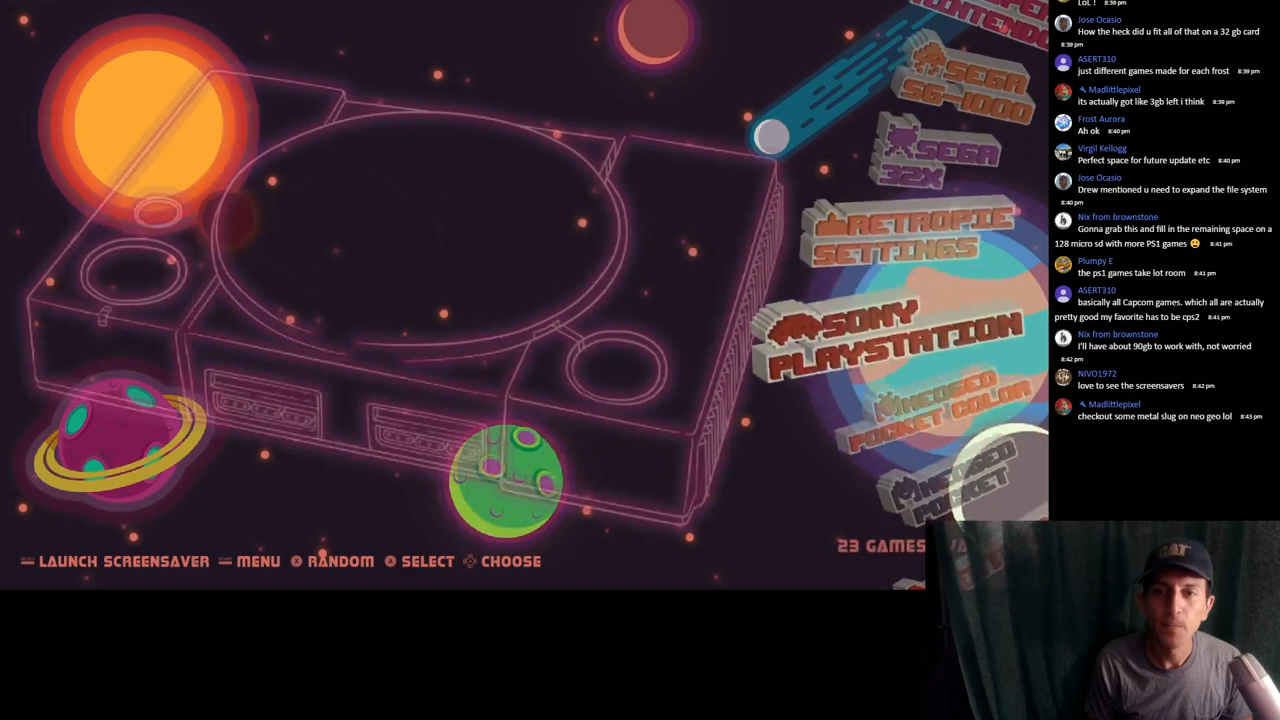 SEGA
SG-1000
SEGA
32X
RETROPIE
SETTINGS
SONY
PLAYSTATION
NEOGEO
POCKET COLOR
NEOGEO
POCKET
LAUNCH SCREENSAVER MENU RANDOM SELECT CHOOSE
23 GAMES
LoL ! 8:39 pm
Jose Ocasio
How the heck did u fit all of that on a 32 gb card
8:39 pm
ASERT310
just different games made for each frost 8:39 pm
Madlittlepixel
its actually got like 3gb left i think 8:39 pm
Frost Aurora
Ah ok 8:40 pm
Virgil Kellogg
Perfect space for future update etc 8:40 pm
Jose Ocasio
Drew mentioned u need to expand the file system
8:40 pm
Nix from brownstone
Gonna grab this and fill in the remaining space on a
128 micro sd with more PS1 games 😃 8:41 pm
Plumpy E
the ps1 games take lot room 8:41 pm
ASERT310
basically all Capcom games. which all are actually
pretty good my favorite has to be cps2 8:41 pm
Nix from brownstone
I'll have about 90gb to work with, not worried
8:42 pm
NIVO1972
love to see the screensavers 8:42 pm
Madlittlepixel
checkout some metal slug on neo geo lol 8:43 pm
CAT